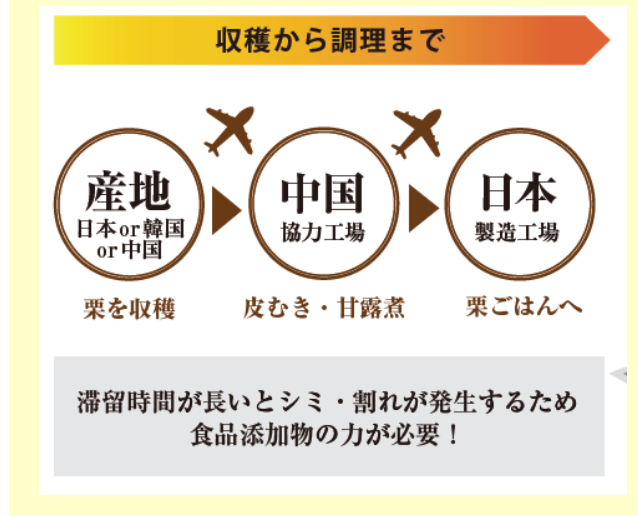 収穫から調理まで
産地
日本or韓国
or中国
中国
協力工場
日本
製造工場
栗を収穫
皮むき・甘露煮
栗ごはんへ
滞留時間が長いとシミ・割れが発生するため
食品添加物の力が必要！